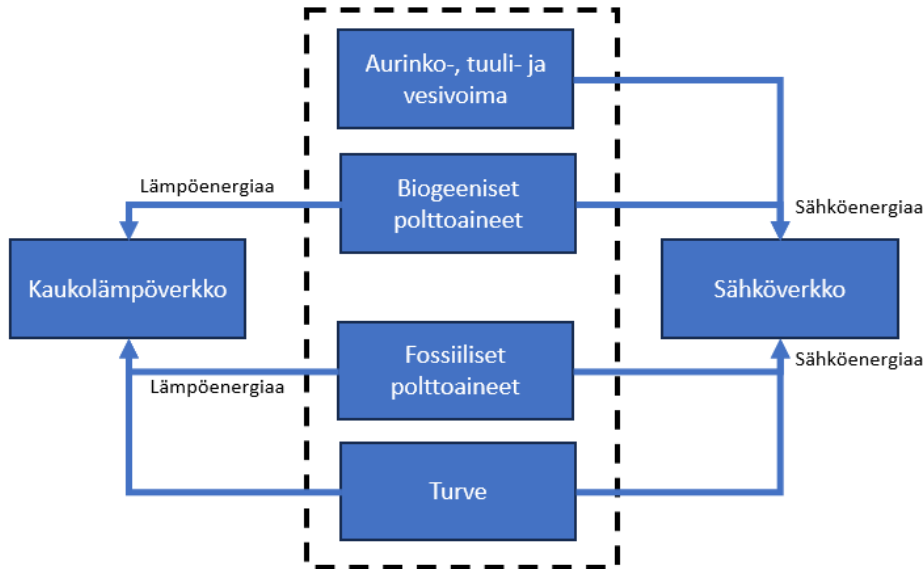 Aurinko-, tuuli- ja
vesivoima
Lämpöenergiaa
Biogeeniset
polttoaineet
Sähköenergiaa
Kaukolämpöverkko
Sähköverkko
Fossiiliset
polttoaineet
Sähköenergiaa
Lämpöenergiaa
Turve